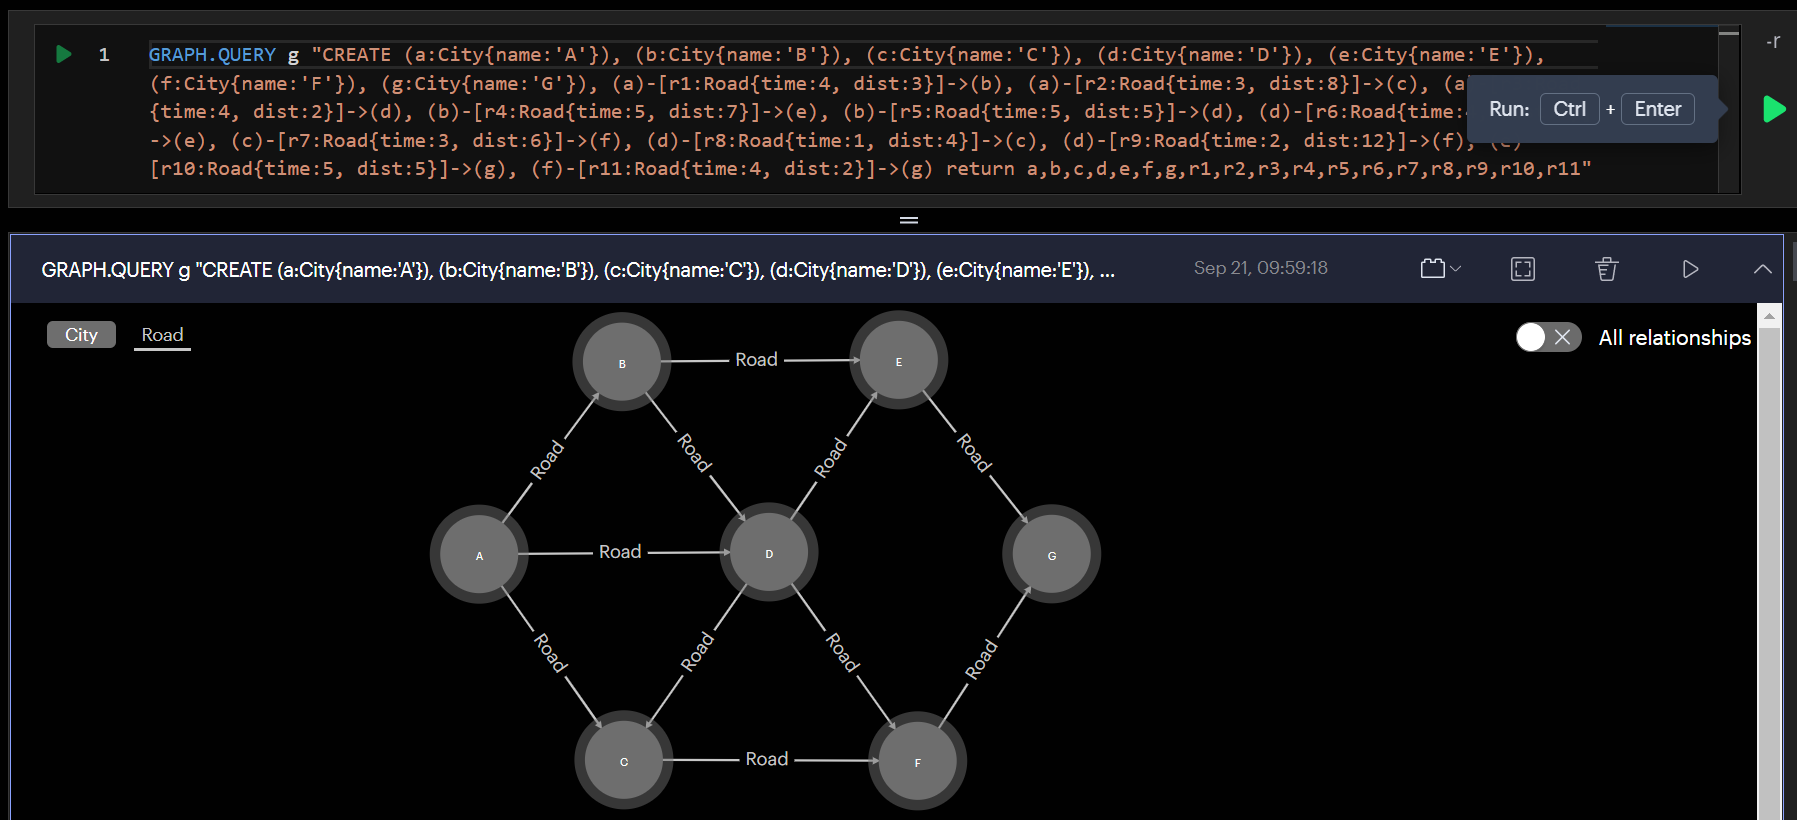 1 GRAPH.QUERY g "CREATE (a:City{name:'A'}), (b:City{name:'B'}), (c:City{name:'C'}), (d:City{name:'D'}), (e:City{name:'E'}),
(f:City{name:'F'}), (g:City{name:'G'}), (a)-[r1:Road{time:4, dist:3}]->(b), (a)-[r2:Road{time:3, dist:8}]->(c), (a
{time:4, dist:2}]->(d), (b)-[r4:Road{time:5, dist:7}]->(e), (b)-[r5:Road{time:5, dist:5}]->(d), (d)-[r6:Road{time:
->(e), (c)-[r7:Road{time:3, dist:6}]->(f), (d)-[r8:Road{time:1, dist:4}]->(c), (d)-[r9:Road{time:2, dist:12}]->(f), (e)-
[r10:Road{time:5, dist:5}]->(g), (f)-[r11:Road{time:4, dist:2}]->(g) return a,b,c,d,e,f,g,r1,r2,r3,r4,r5,r6,r7,r8,r9,r10,r11"
-r
Run: Ctrl + Enter
GRAPH.QUERY g "CREATE (a:City{name:'A'}), (b:City{name:'B'}), (c:City{name:'C'}), (d:City{name:'D'}), (e:City{name:'E'}), ...
Sep 21, 09:59:18
City Road
All relationships
B Road E
Road Road Road Road
A Road D G
Road Road Road Road
C Road F